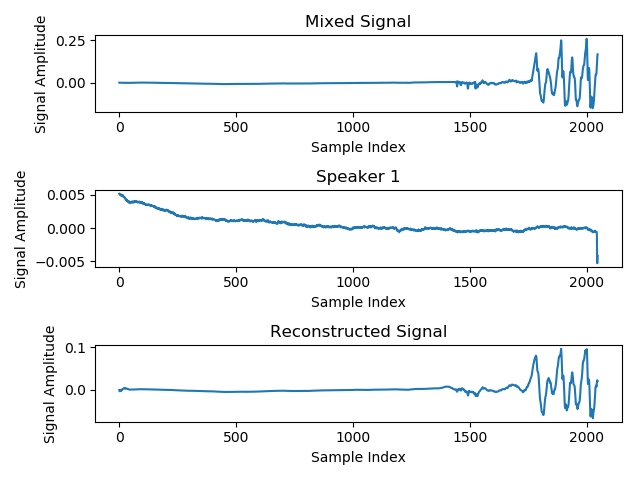 Mixed Signal
Signal Amplitude
0.25
0.00
0 500 1000 1500 2000
Sample Index
Speaker 1
Signal Amplitude
0.005
0.000
−0.005
0 500 1000 1500 2000
Sample Index
Reconstructed Signal
Signal Amplitude
0.1
0.0
0 500 1000 1500 2000
Sample Index